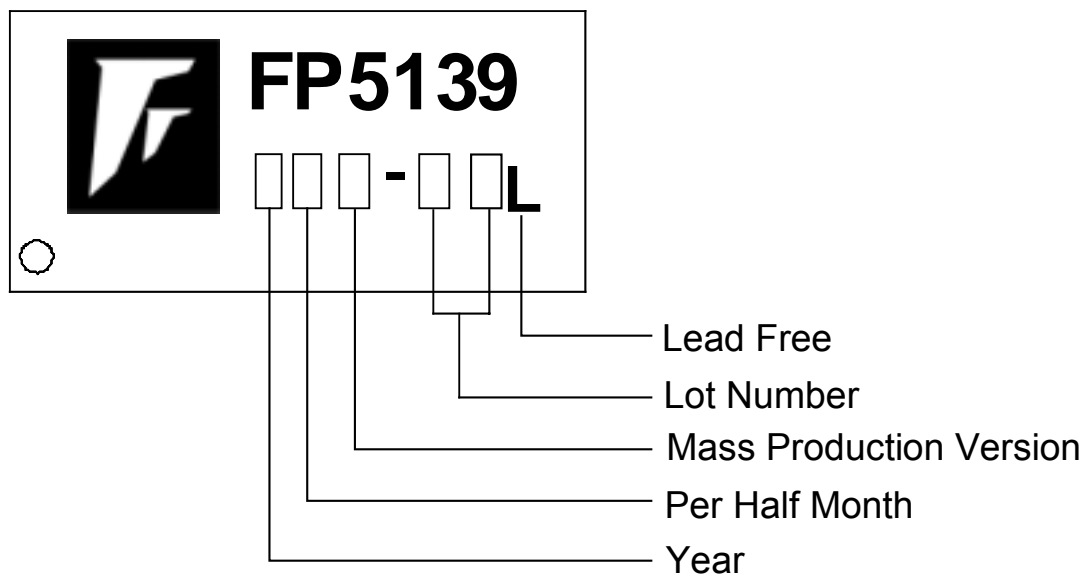 FP5139
- L
Lead Free
Lot Number
Mass Production Version
Per Half Month
Year